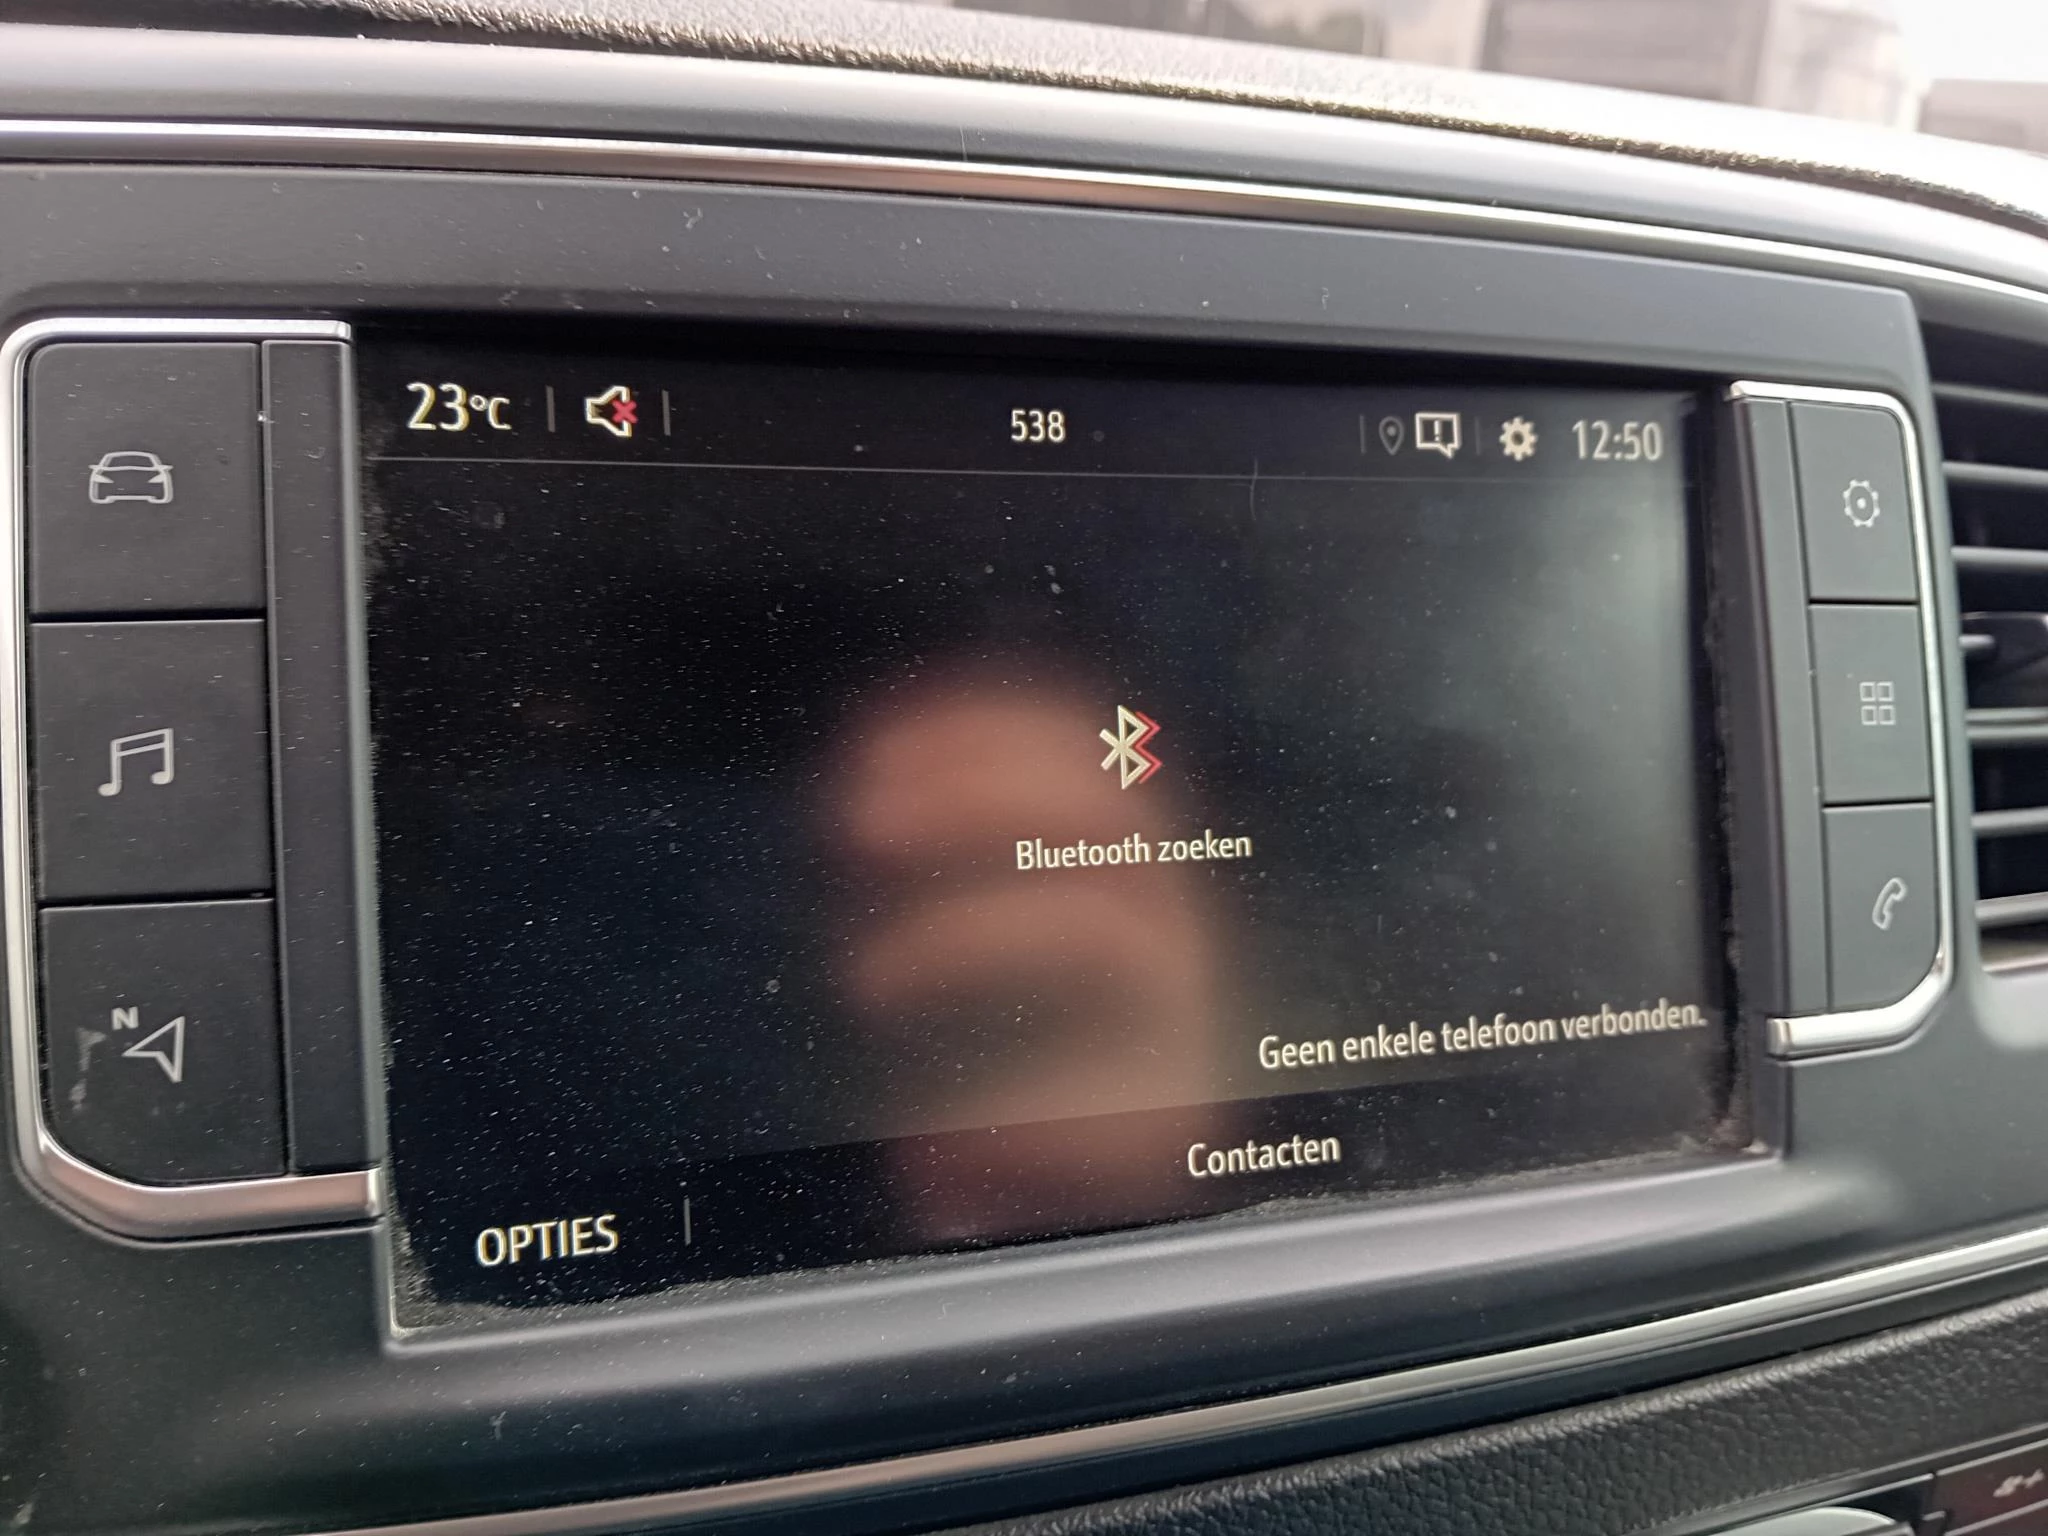 23°C 538 12:50
Bluetooth zoeken
N
Geen enkele telefoon verbonden.
Contacten
OPTIES